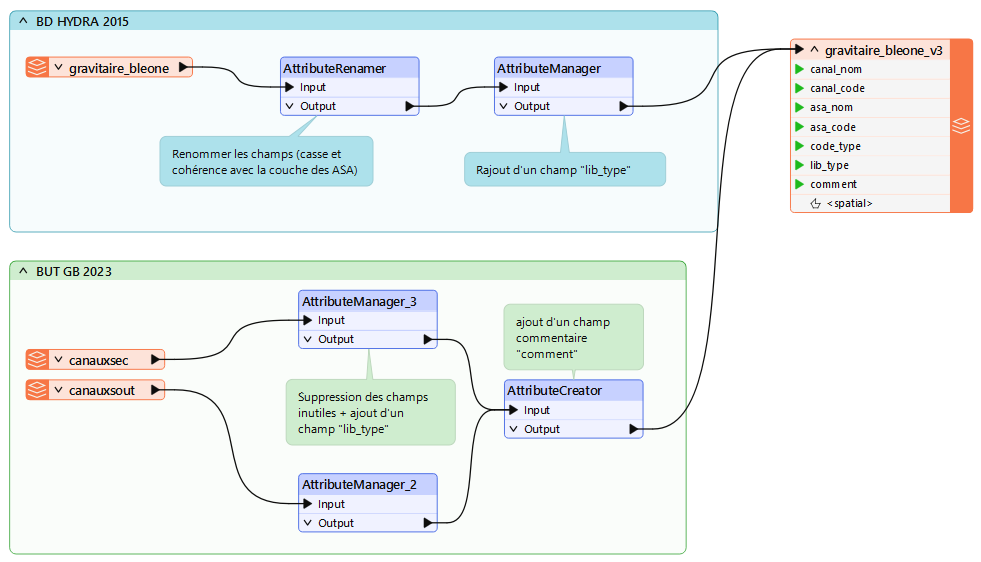 BD HYDRA 2015
gravitaire_bleone
AttributeRenamer
Input
Output
Renommer les champs (casse et
cohérence avec la couche des ASA)
AttributeManager
Input
Output
Rajout d'un champ "lib_type"
gravitaire_bleone_v3
canal_nom
canal_code
asa_nom
asa_code
code_type
lib_type
comment
<spatial>
BUT GB 2023
canauxsec
canauxsout
AttributeManager_3
Input
Output
Suppression des champs
inutiles + ajout d'un
champ "lib_type"
AttributeManager_2
Input
Output
ajout d'un champ
commentaire
"comment"
AttributeCreator
Input
Output